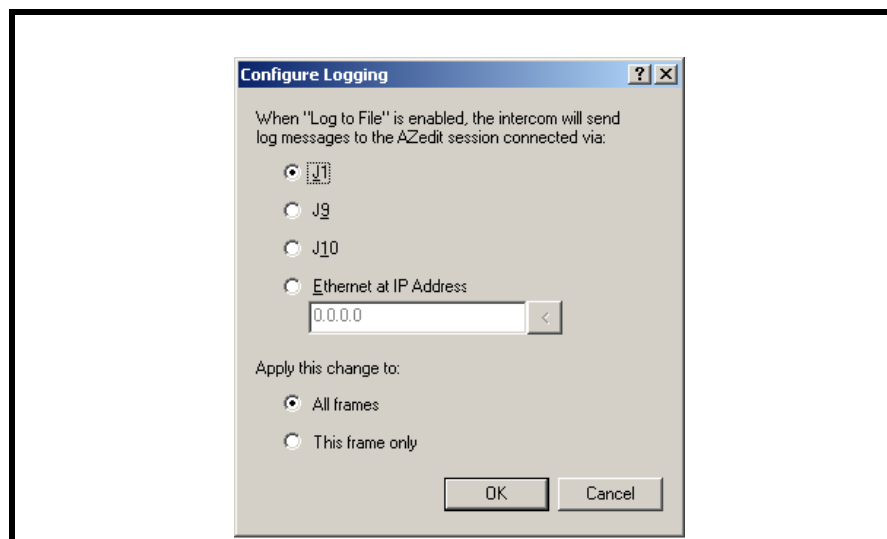 Configure Logging
When "Log to File" is enabled, the intercom will send
log messages to the AZedit session connected via:
J1
J9
J10
Ethernet at IP Address
0.0.0.0
<
Apply this change to:
All frames
This frame only
OK Cancel